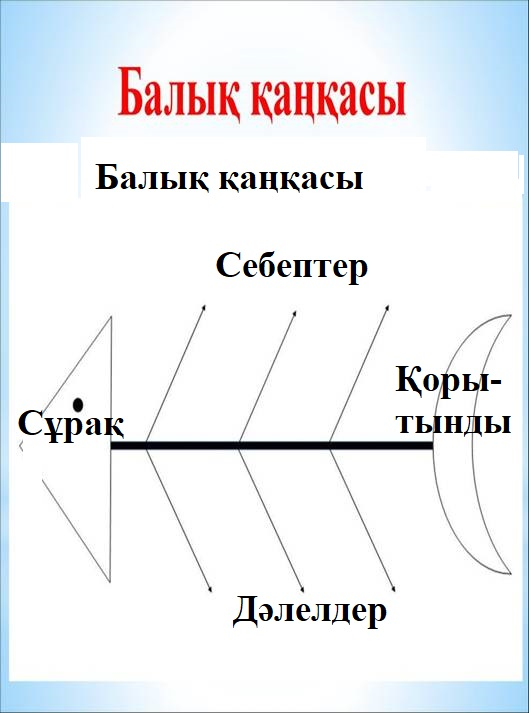 Балық қаңқасы
Балық қаңқасы
Себептер
Қоры-
тынды
Сұрақ
Дәлелдер